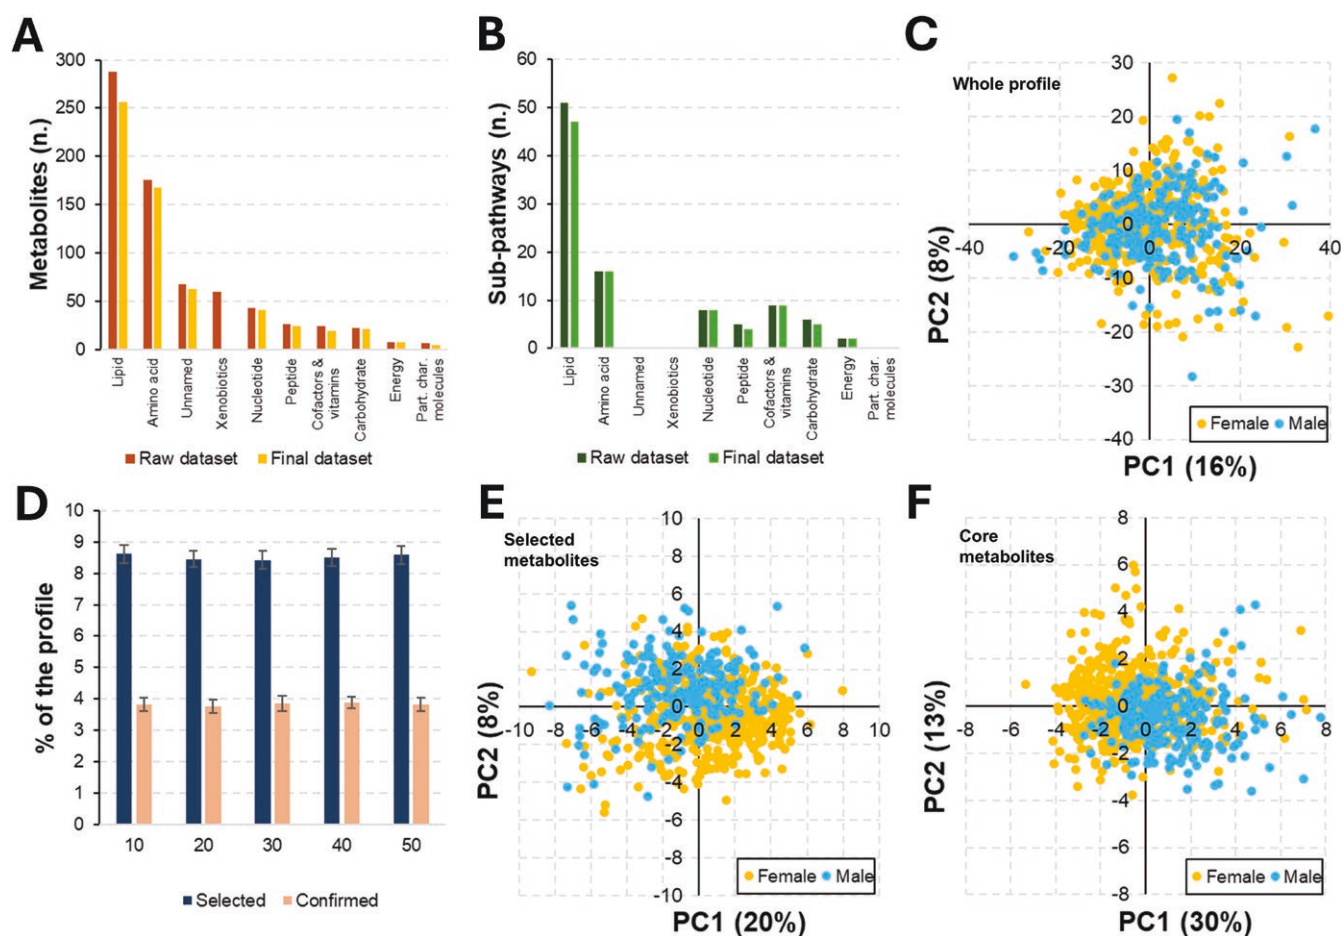 A
Metabolites (n.)
300
250
200
150
100
50
0
Lipid
Amino acid
Unnamed
Xenobiotics
Nucleotide
Peptide
Cofactors &
vitamins
Carbohydrate
Energy
Part. char.
molecules
Raw dataset Final dataset
B
Sub-pathways (n.)
60
50
40
30
20
10
0
Lipid
Amino acid
Unnamed
Xenobiotics
Nucleotide
Peptide
Cofactors &
vitamins
Carbohydrate
Energy
Part. char.
molecules
Raw dataset Final dataset
C
Whole profile
PC2 (8%)
30
20
10
0
-10
-20
-30
-40
-40 -20 0 20 40
Female Male
PC1 (16%)
D
% of the profile
10
9
8
7
6
5
4
3
2
1
0
10 20 30 40 50
Selected Confirmed
E
Selected
metabolites
PC2 (8%)
10
8
6
4
2
0
-2
-4
-6
-8
-10
-10 -8 -6 -4 -2 0 2 4 6 8 10
Female Male
PC1 (20%)
F
Core
metabolites
PC2 (13%)
8
6
4
2
0
-2
-4
-6
-8
-8 -6 -4 -2 0 2 4 6 8
Female Male
PC1 (30%)